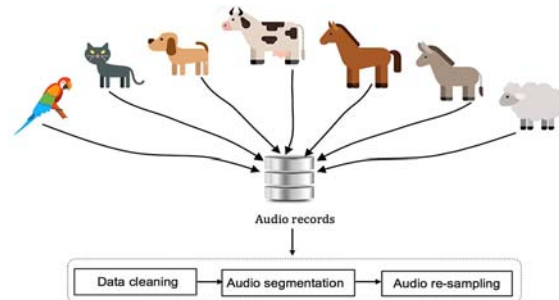 Audio records
Data cleaning
Audio segmentation
Audio re-sampling